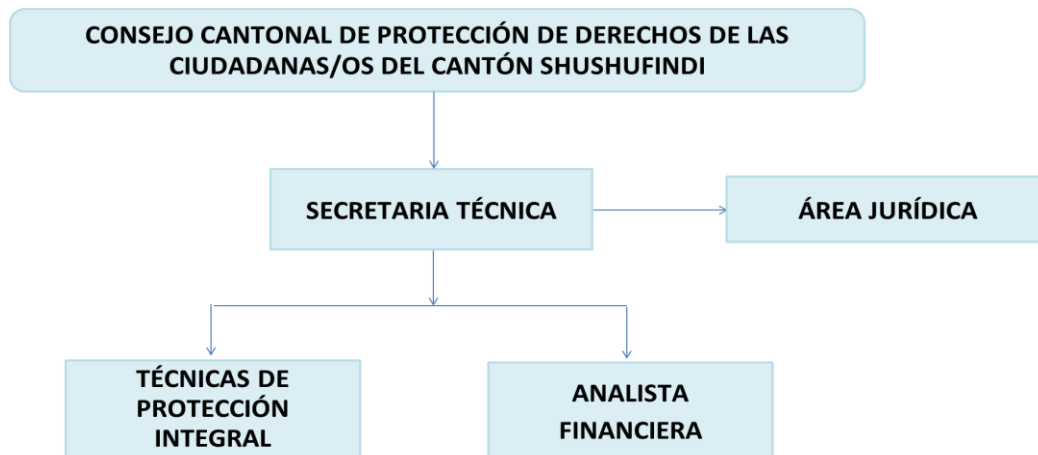 CONSEJO CANTONAL DE PROTECCIÓN DE DERECHOS DE LAS
CIUDADANAS/OS DEL CANTÓN SHUSHUFINDI
SECRETARIA TÉCNICA
ÁREA JURÍDICA
TÉCNICAS DE
PROTECCIÓN
INTEGRAL
ANALISTA
FINANCIERA